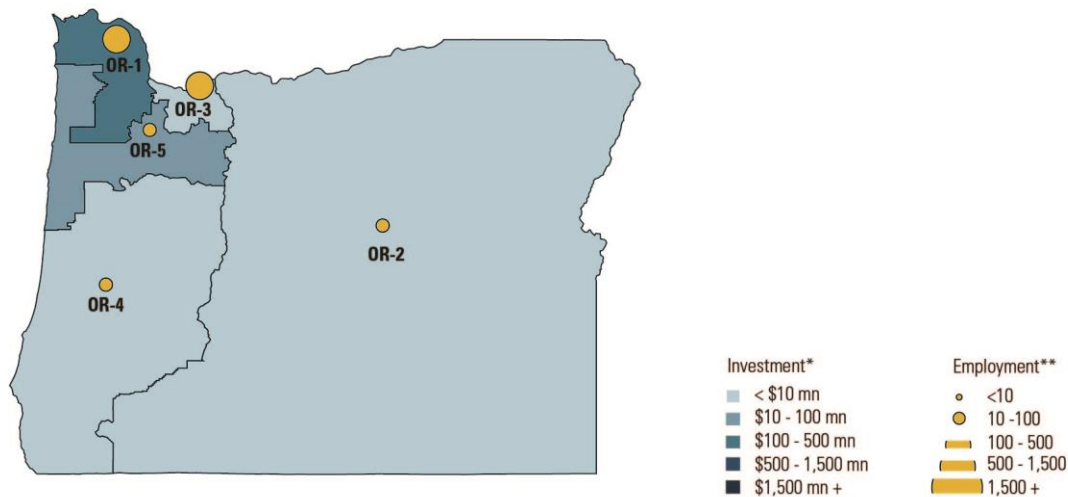 OR-1
OR-3
OR-5
OR-2
OR-4
Investment*
< $10 mn
$10 - 100 mn
$100 - 500 mn
$500 - 1,500 mn
$1,500 mn +
Employment**
<10
10 -100
100 - 500
500 - 1,500
1,500 +